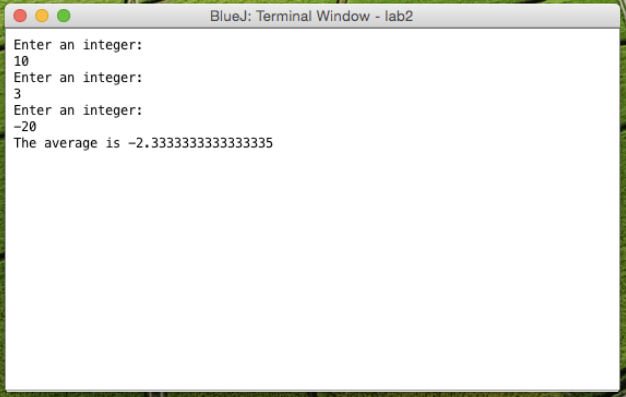 BlueJ: Terminal Window - lab2
Enter an integer:
10
Enter an integer:
3
Enter an integer:
-20
The average is -2.3333333333333335